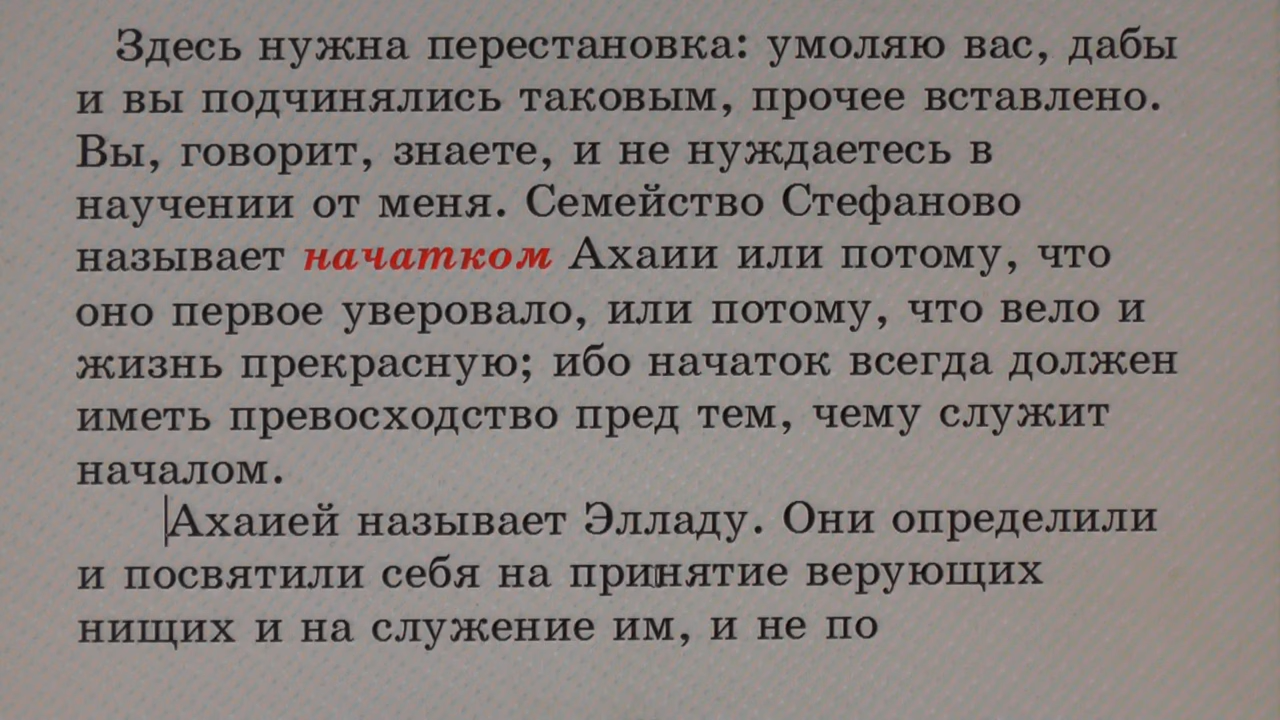 Здесь нужна перестановка: умоляю вас, дабы
и вы подчинялись таковым, прочее вставлено.
Вы, говорит, знаете, и не нуждаетесь в
научении от меня. Семейство Стефаново
называет начатком Ахаии или потому, что
оно первое уверовало, или потому, что вело и
жизнь прекрасную; ибо начаток всегда должен
иметь превосходство пред тем, чему служит
началом.
Ахаией называет Элладу. Они определили
и посвятили себя на принятие верующих
нищих и на служение им, и не по